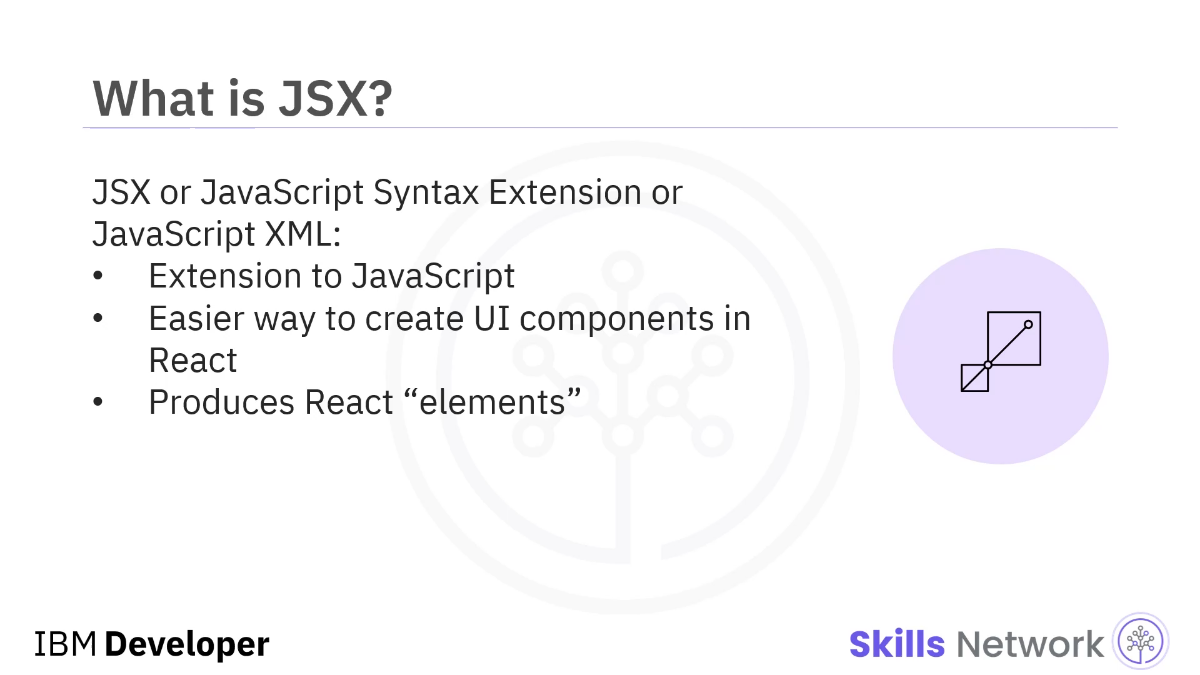 What is JSX?
JSX or JavaScript Syntax Extension or
JavaScript XML:
• Extension to JavaScript
• Easier way to create UI components in
React
• Produces React “elements”
IBM Developer
Skills Network